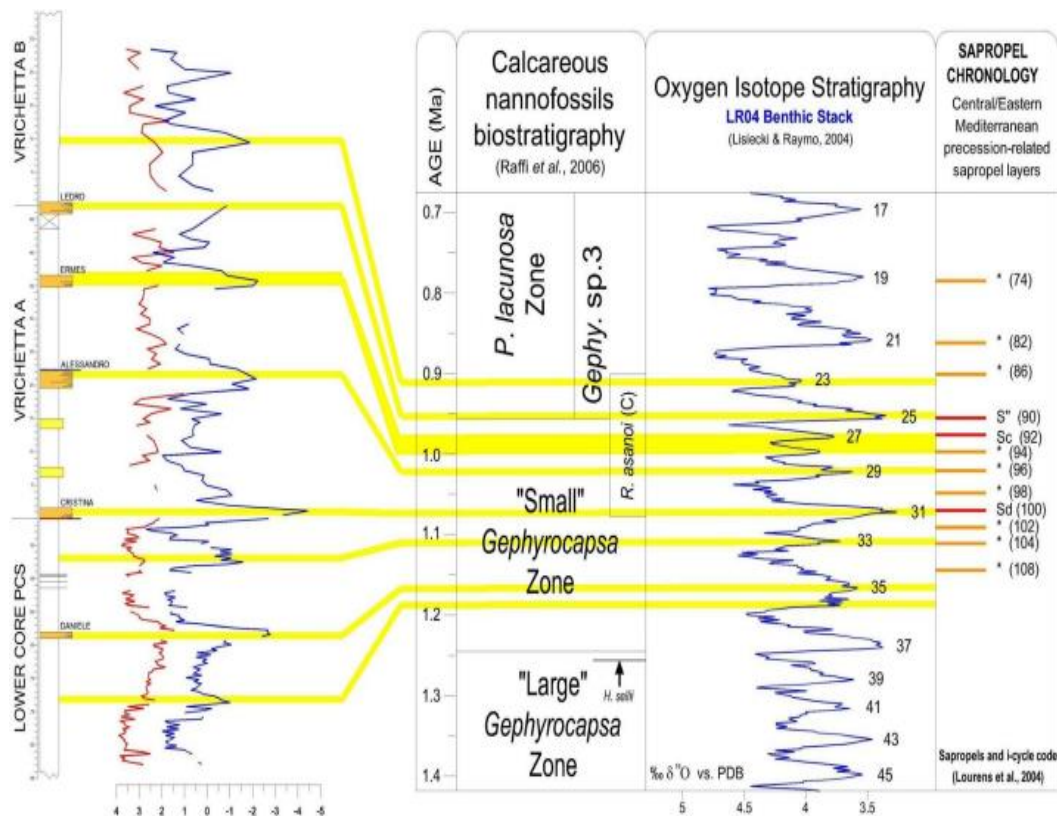 VRICHETTA B
VRICHETTA A
LOWER CORE PCS
LEDRO
ERMES
ALESSANDRO
CRISTINA
DANIELE
4 3 2 1 0 -1 -2 -3 -4 -5
AGE (Ma)
0.7
0.8
0.9
1.0
1.1
1.2
1.3
1.4
Calcareous
nannofossils
biostratigraphy
(Raffi et al., 2006)
P. lacunosa
Zone
Gephy. sp.3
R. asanoi (C)
"Small"
Gephyrocapsa
Zone
"Large"
Gephyrocapsa
Zone
H. sellii
Oxygen Isotope Stratigraphy
LR04 Benthic Stack
(Lisiecki & Raymo, 2004)
17
19
21
23
25
27
29
31
33
35
37
39
41
43
45
‰ δ¹⁸O vs. PDB
5 4.5 4 3.5
SAPROPEL
CHRONOLOGY
Central/Eastern
Mediterranean
precession-related
sapropel layers
* (74)
* (82)
* (86)
S" (90)
Sc (92)
* (94)
* (96)
* (98)
Sd (100)
* (102)
* (104)
* (108)
Sapropels and i-cycle code
(Lourens et al., 2004)